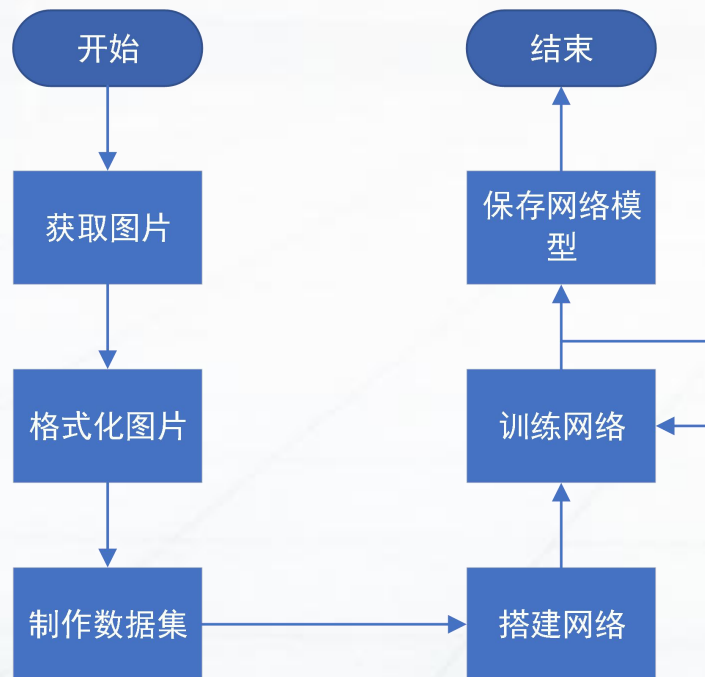 开始
获取图片
格式化图片
制作数据集
结束
保存网络模
型
训练网络
搭建网络